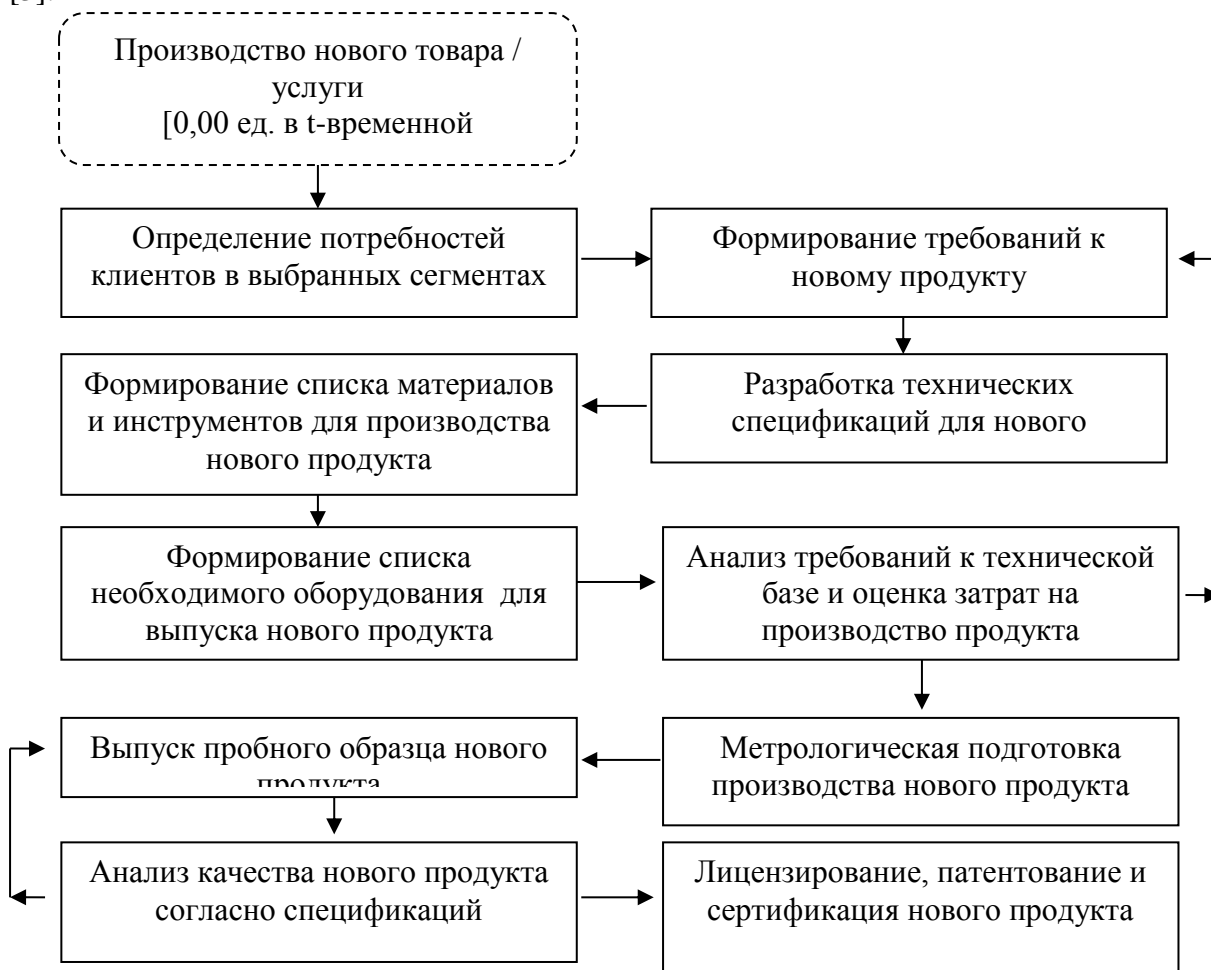 Производство нового товара /
услуги
[0,00 ед. в t-временной
Определение потребностей
клиентов в выбранных сегментах
Формирование требований к
новому продукту
Формирование списка материалов
и инструментов для производства
нового продукта
Разработка технических
спецификаций для нового
Формирование списка
необходимого оборудования для
выпуска нового продукта
Анализ требований к технической
базе и оценка затрат на
производство продукта
Выпуск пробного образца нового
продукта
Метрологическая подготовка
производства нового продукта
Анализ качества нового продукта
согласно спецификаций
Лицензирование, патентование и
сертификация нового продукта